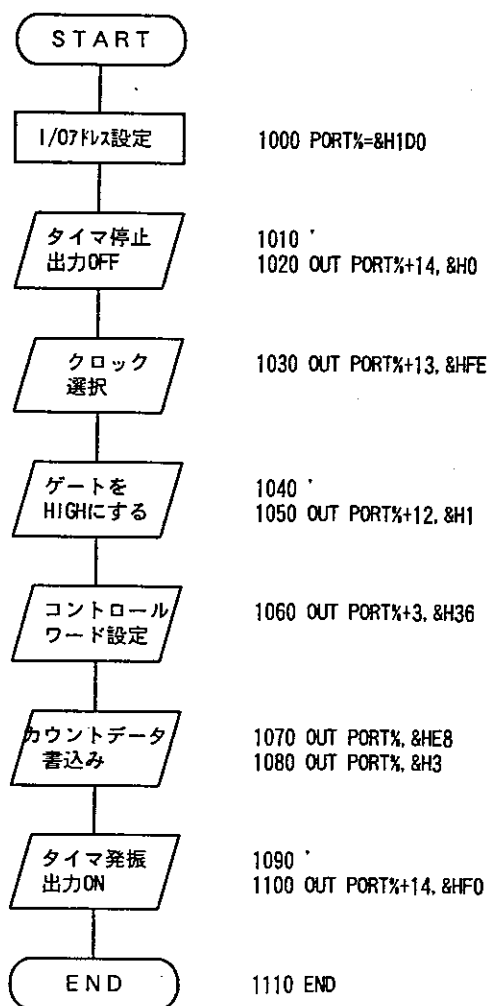 START
I/Oアドレス設定
1000 PORT%=&H1D0
タイマ停止
出力OFF
1010 '
1020 OUT PORT%+14, &H0
クロック
選択
1030 OUT PORT%+13, &HFE
ゲートを
HIGHにする
1040 '
1050 OUT PORT%+12, &H1
コントロール
ワード設定
1060 OUT PORT%+3, &H36
カウントデータ
書込み
1070 OUT PORT%, &HE8
1080 OUT PORT%, &H3
タイマ発振
出力ON
1090 '
1100 OUT PORT%+14, &HF0
END
1110 END